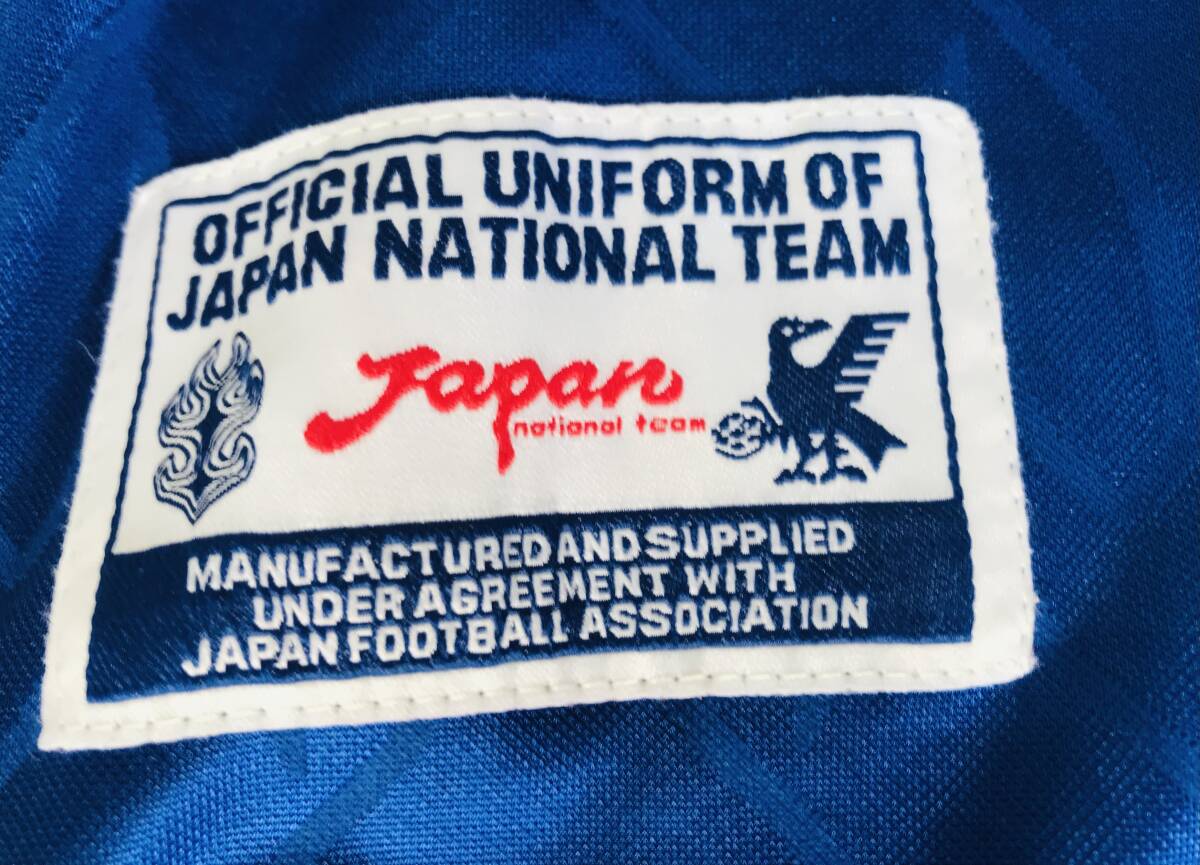 OFFICIAL UNIFORM OF
JAPAN NATIONAL TEAM
Japan
national team
MANUFACTURED AND SUPPLIED
UNDER AGREEMENT WITH
JAPAN FOOTBALL ASSOCIATION